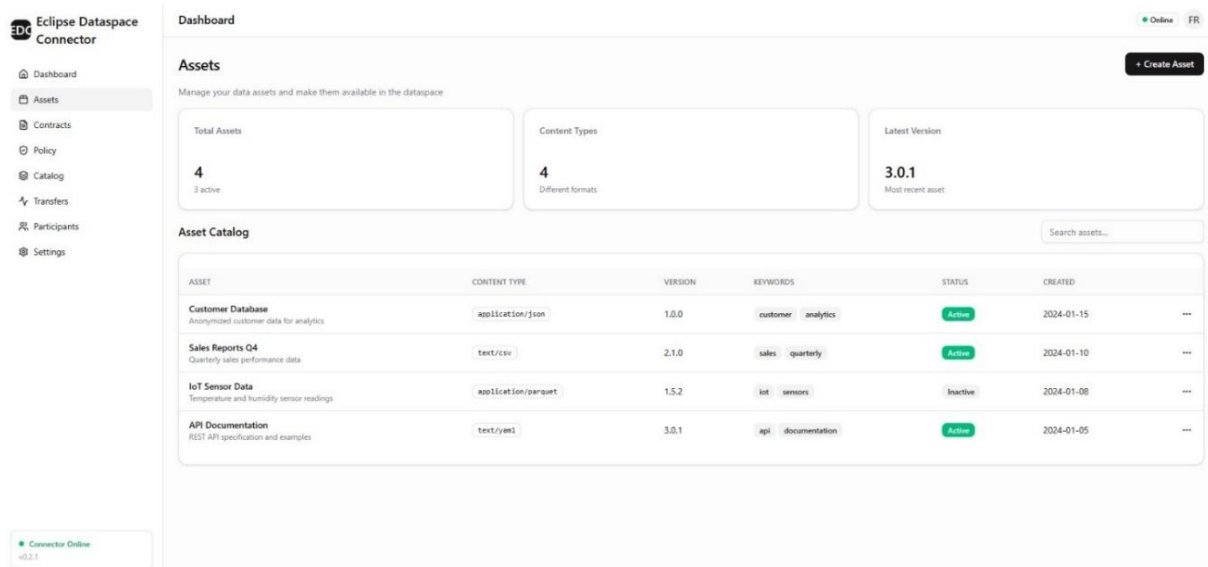 EDC
Eclipse Dataspace
Connector
Dashboard
Assets
Contracts
Policy
Catalog
Transfers
Participants
Settings
Connector Online
v0.2.1
Dashboard
Online FR
Assets
+ Create Asset
Manage your data assets and make them available in the dataspace
Total Assets
4
3 active
Content Types
4
Different formats
Latest Version
3.0.1
Most recent asset
Asset Catalog
Search assets...
ASSET CONTENT TYPE VERSION KEYWORDS STATUS CREATED
Customer Database application/json 1.0.0 customer analytics Active 2024-01-15 ...
Anonymized customer data for analytics
Sales Reports Q4 text/csv 2.1.0 sales quarterly Active 2024-01-10 ...
Quarterly sales performance data
IoT Sensor Data application/parquet 1.5.2 iot sensors Inactive 2024-01-08 ...
Temperature and humidity sensor readings
API Documentation text/yaml 3.0.1 api documentation Active 2024-01-05 ...
REST API specification and examples